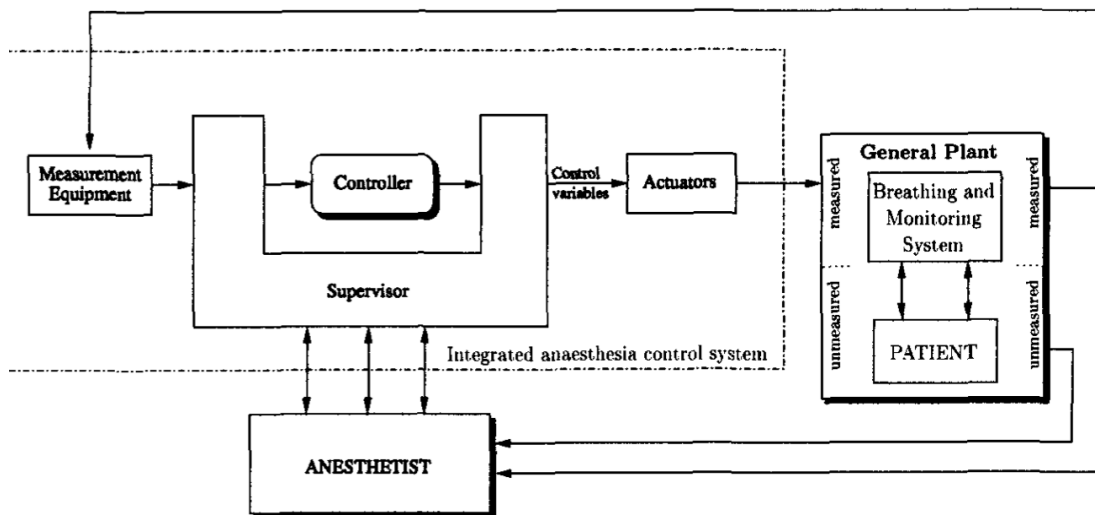 Measurement
Equipment
Controller
Supervisor
Control
variables
Actuators
Integrated anaesthesia control system
General Plant
measured
unmeasured
Breathing and
Monitoring
System
PATIENT
measured
unmeasured
ANESTHETIST